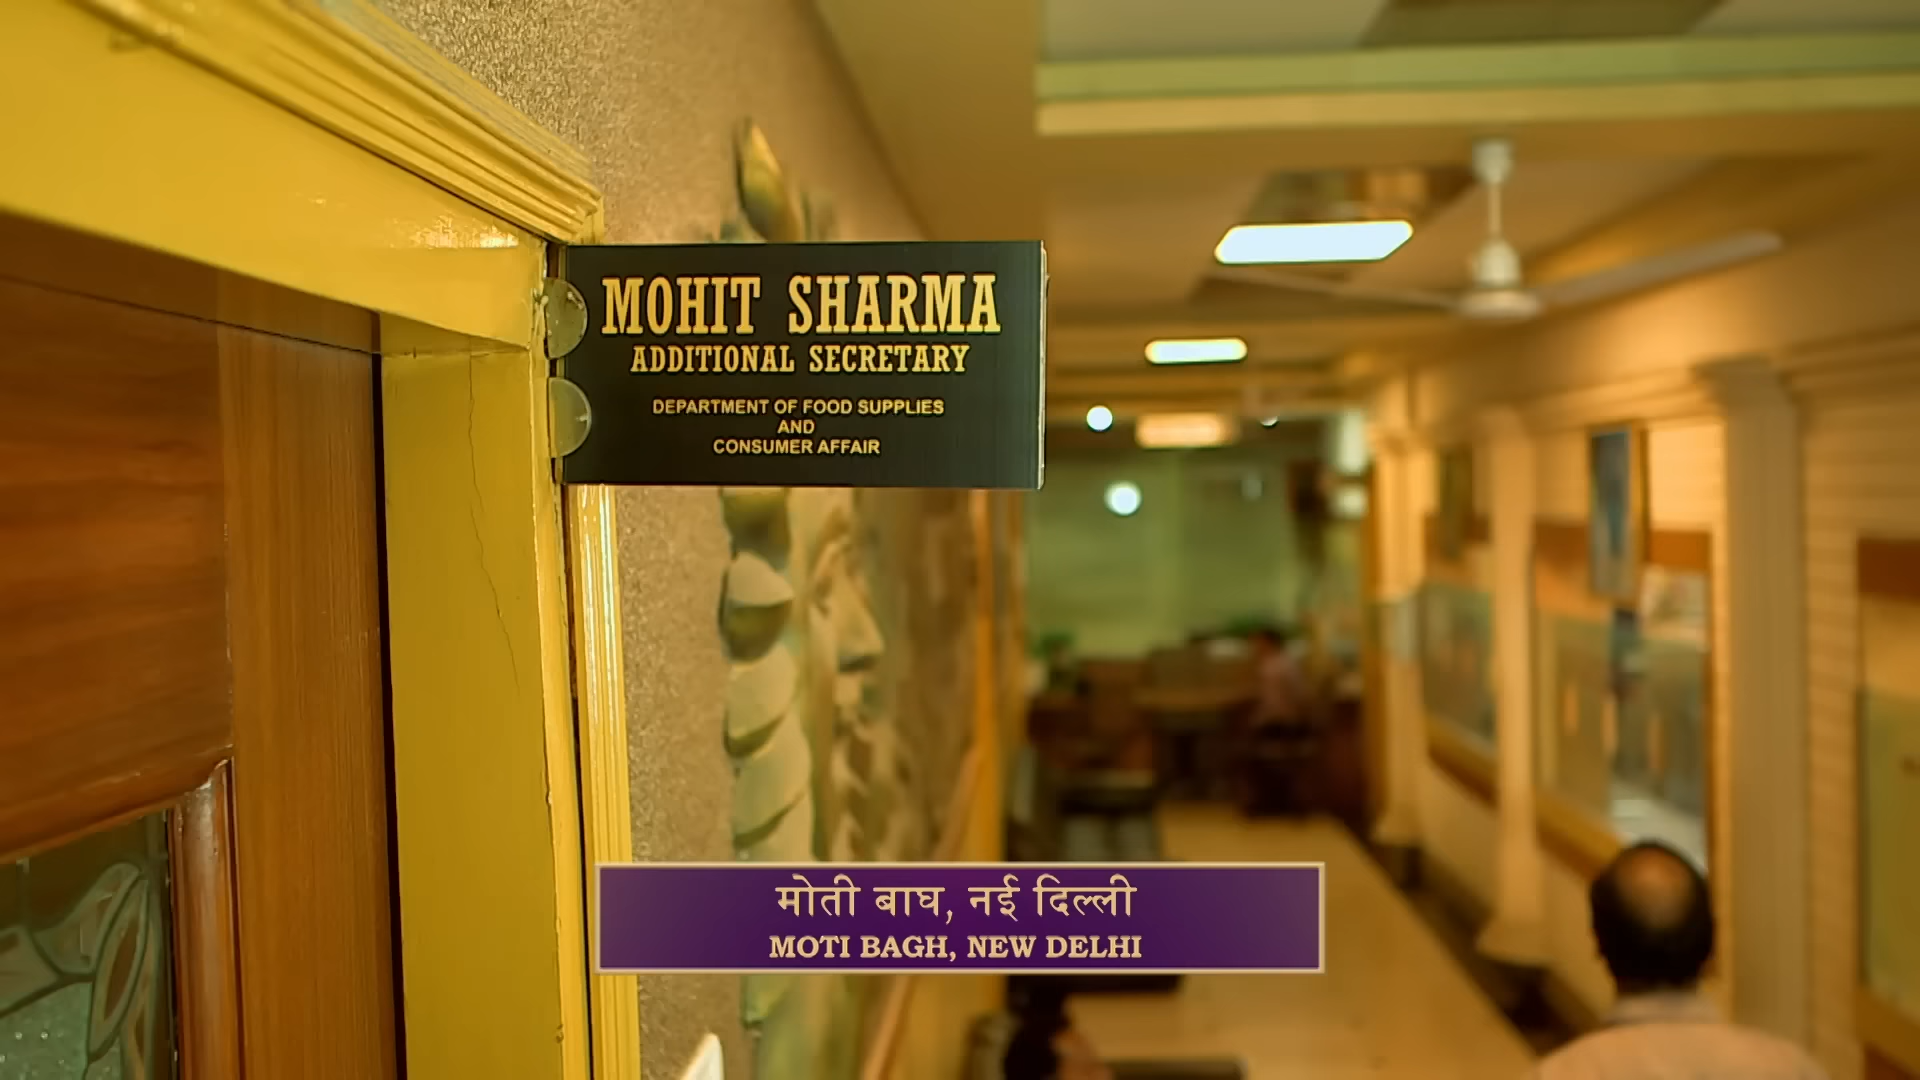 MOHIT SHARMA
ADDITIONAL SECRETARY
DEPARTMENT OF FOOD SUPPLIES
AND
CONSUMER AFFAIR
मोती बाघ, नई दिल्ली
MOTI BAGH, NEW DELHI